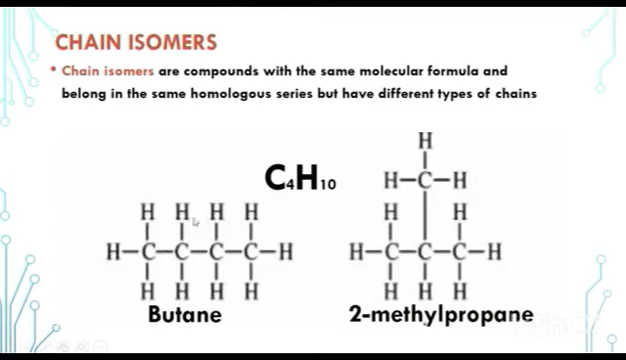 CHAIN ISOMERS
• Chain isomers are compounds with the same molecular formula and
belong in the same homologous series but have different types of chains
C₄H₁₀
H
H–C–H
H H H H
H H
H–C–C–C–C–H
H–C–C–C–H
H H H H
H H H
Butane
2-methylpropane